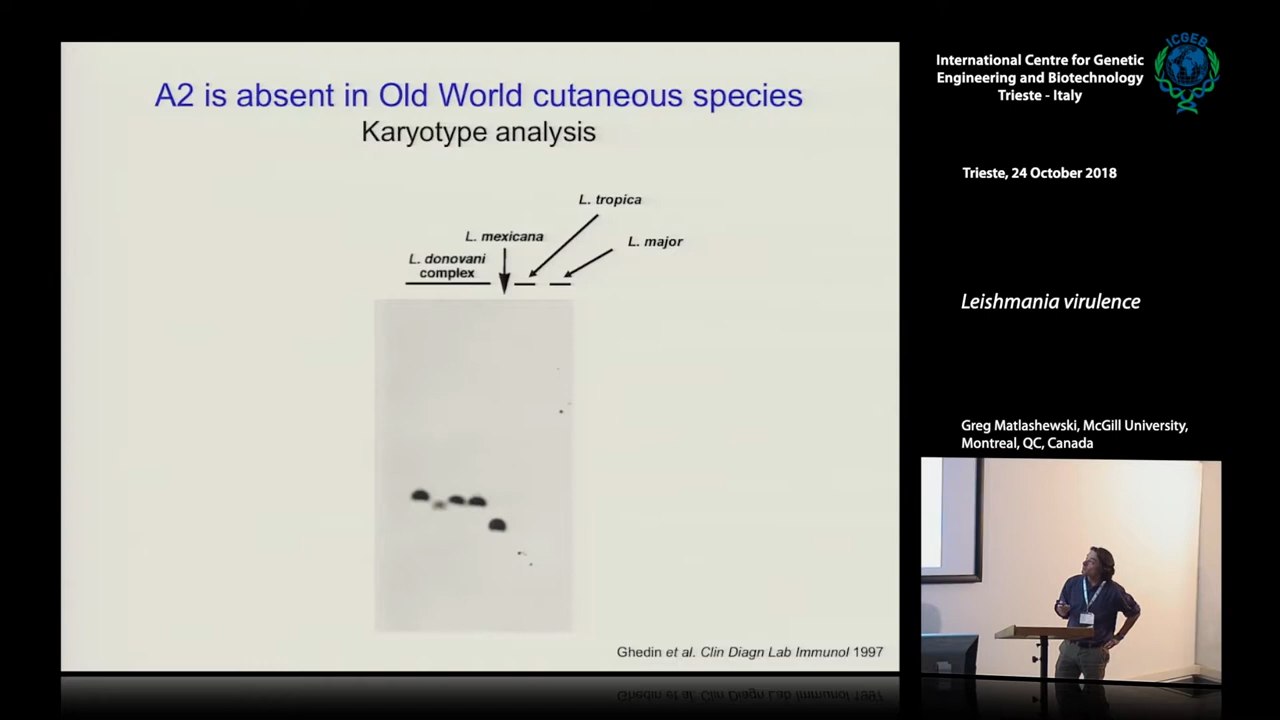 A2 is absent in Old World cutaneous species
Karyotype analysis
L. tropica
L. mexicana
L. major
L. donovani
complex
Ghedin et al. Clin Diagn Lab Immunol 1997
International Centre for Genetic
Engineering and Biotechnology
Trieste - Italy
ICGEB
Trieste, 24 October 2018
Leishmania virulence
Greg Matlashewski, McGill University,
Montreal, QC, Canada